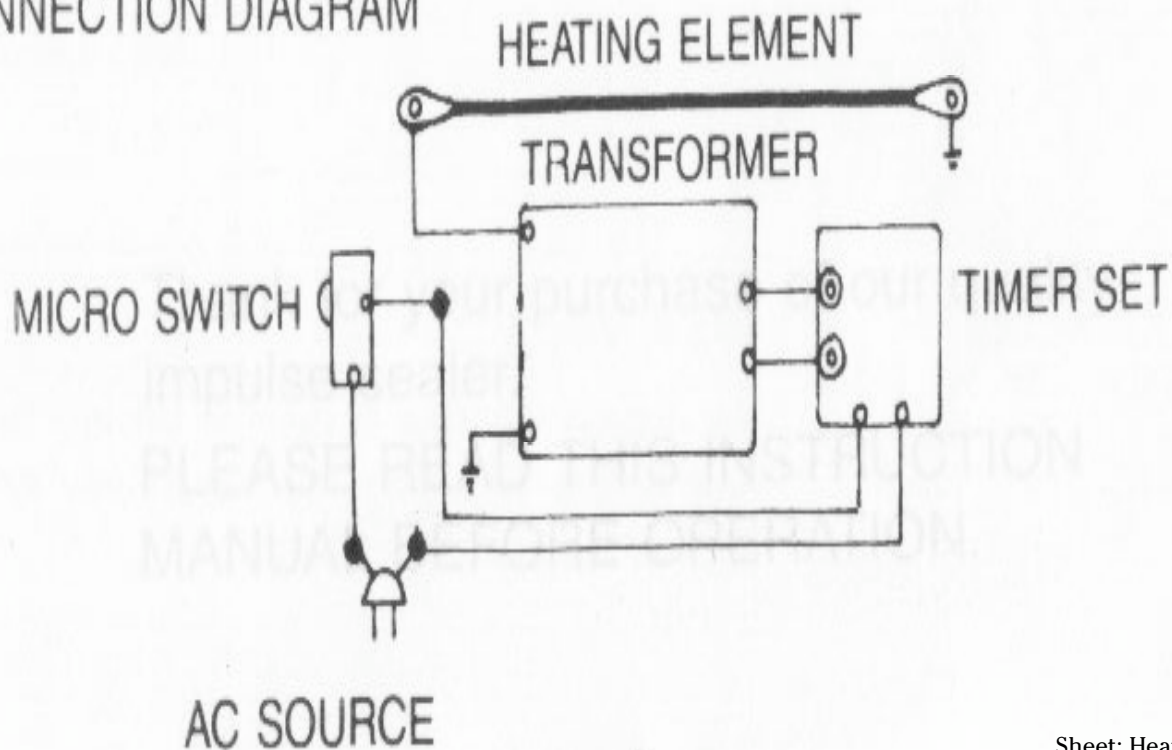 NNECTION DIAGRAM
HEATING ELEMENT
TRANSFORMER
MICRO SWITCH
TIMER SET
for your purchase of our
impulse sealer.
PLEASE READ THIS INSTRUCTION
MANUAL BEFORE OPERATION.
AC SOURCE
Sheet: Hea